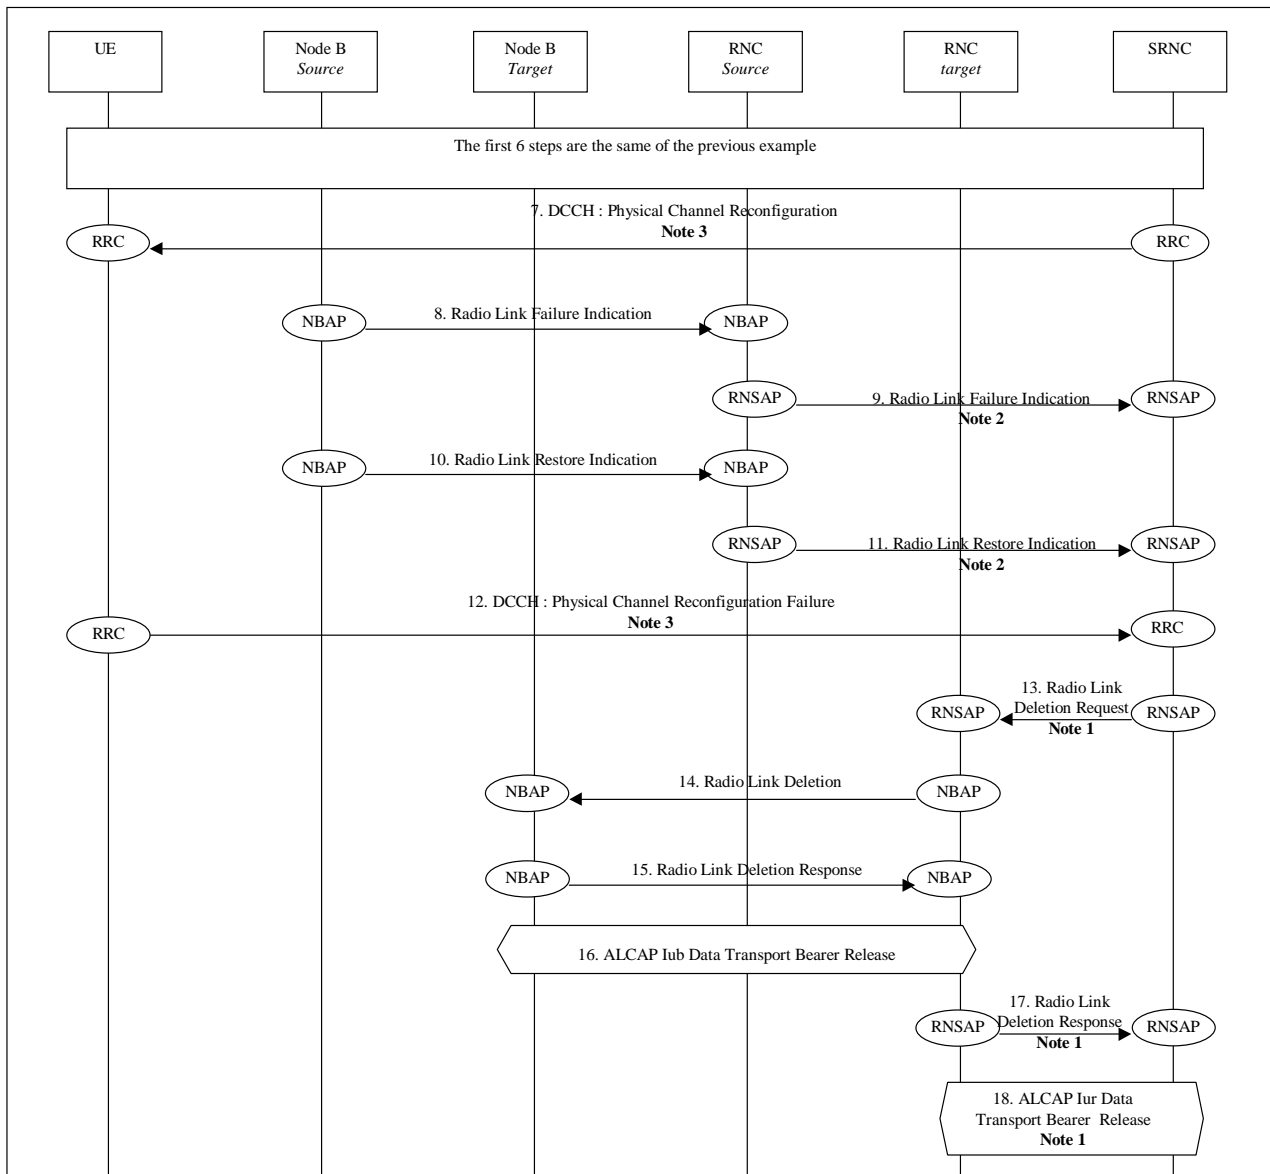 UE
Node B
Source
Node B
Target
RNC
Source
RNC
target
SRNC
The first 6 steps are the same of the previous example
7. DCCH : Physical Channel Reconfiguration
Note 3
RRC
RRC
NBAP
8. Radio Link Failure Indication
NBAP
RNSAP
9. Radio Link Failure Indication
Note 2
RNSAP
NBAP
10. Radio Link Restore Indication
NBAP
RNSAP
11. Radio Link Restore Indication
Note 2
RNSAP
12. DCCH : Physical Channel Reconfiguration Failure
Note 3
RRC
RRC
RNSAP
13. Radio Link
Deletion Request
Note 1
RNSAP
NBAP
14. Radio Link Deletion
NBAP
NBAP
15. Radio Link Deletion Response
NBAP
16. ALCAP Iub Data Transport Bearer Release
RNSAP
17. Radio Link
Deletion Response
Note 1
RNSAP
18. ALCAP Iur Data
Transport Bearer Release
Note 1